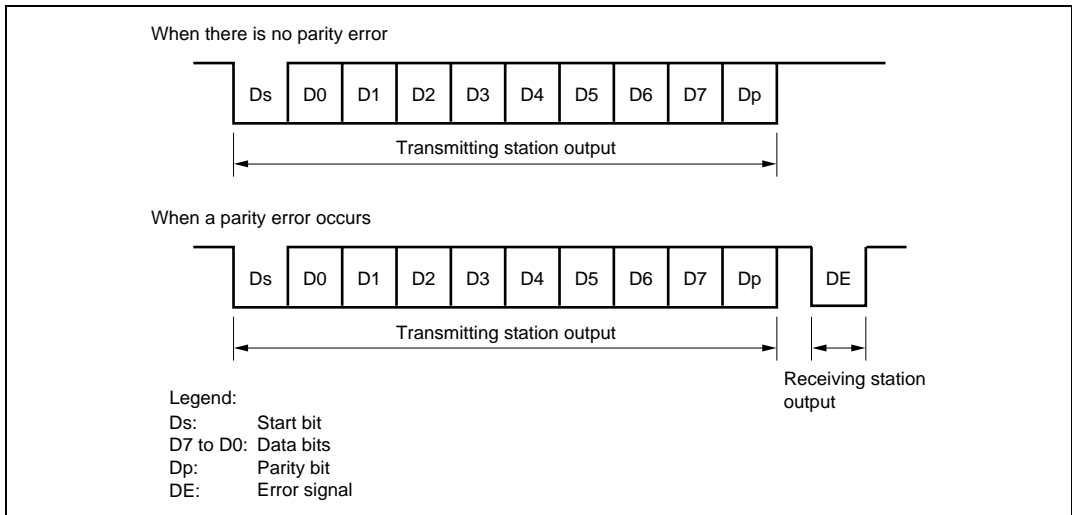 When there is no parity error
Ds D0 D1 D2 D3 D4 D5 D6 D7 Dp
Transmitting station output
When a parity error occurs
Ds D0 D1 D2 D3 D4 D5 D6 D7 Dp DE
Transmitting station output
Receiving station
output
Legend:
Ds: Start bit
D7 to D0: Data bits
Dp: Parity bit
DE: Error signal